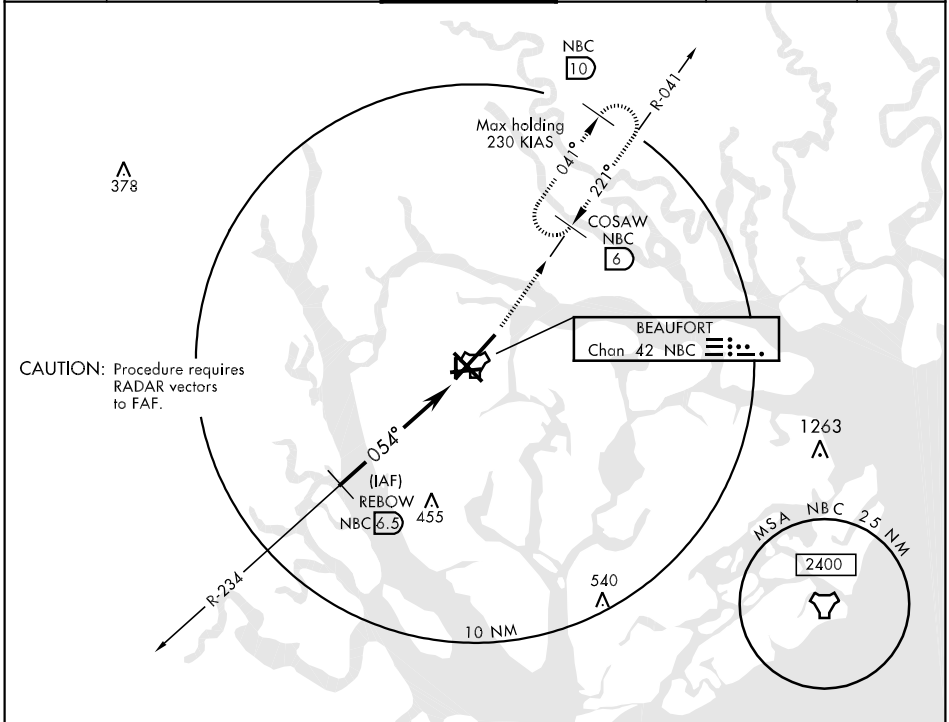 NBC
10
R-041
Max holding
230 KIAS
041°
221°
378
COSAW
NBC
6
BEAUFORT
Chan 42 NBC
CAUTION: Procedure requires
RADAR vectors
to FAF.
054°
(IAF)
REBOW
NBC 6.5
455
1263
MSA NBC 25 NM
2400
R-234
540
10 NM